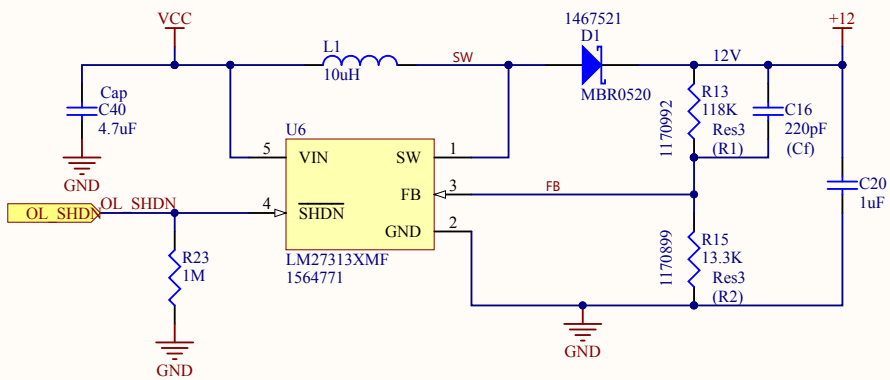 VCC
1467521
D1
+12
L1
10uH
SW
12V
MBR0520
Cap
C40
4.7uF
GND
1170992
R13
118K
Res3
(R1)
C16
220pF
(Cf)
U6
5
VIN
SW
1
FB
3
FB
C20
1uF
OL_SHDN
OL_SHDN
4
SHDN
GND
2
R23
1M
LM27313XMF
1564771
1170899
R15
13.3K
Res3
(R2)
GND
GND